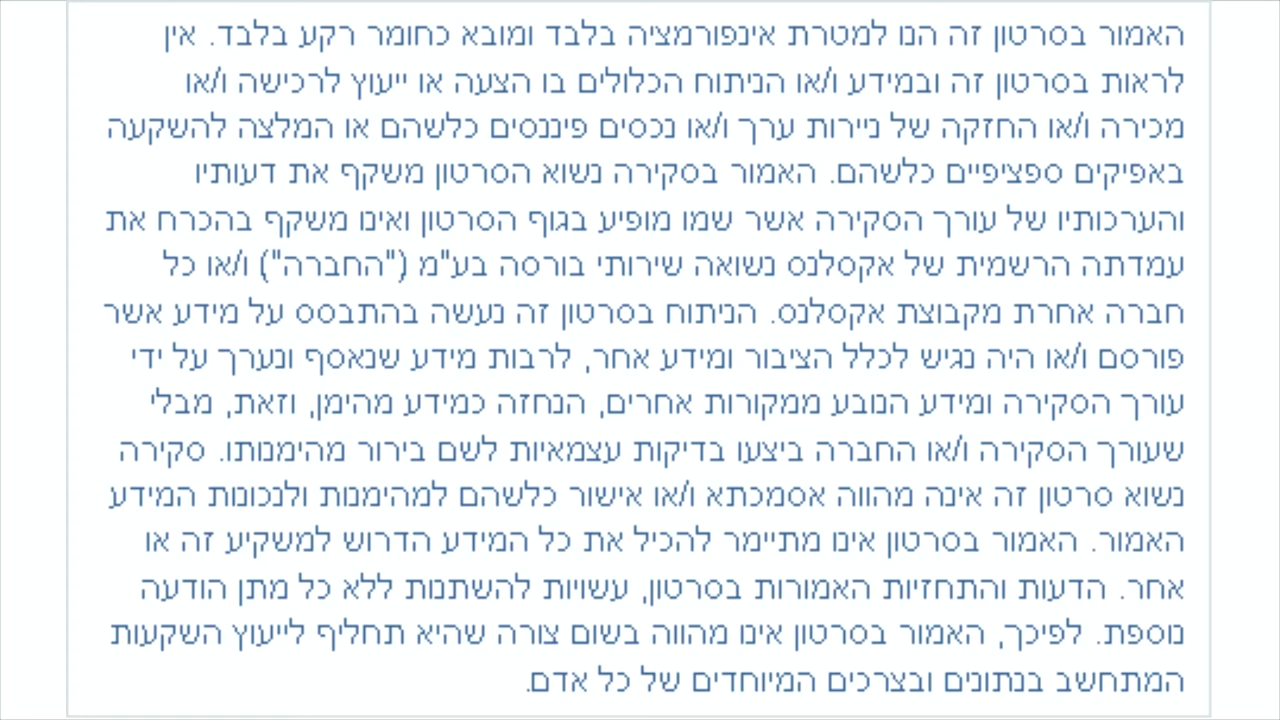 האמור בסרטון זה הנו למטרת אינפורמציה בלבד ומובא כחומר רקע בלבד. אין
לראות בסרטון זה ובמידע ו/או הניתוח הכלולים בו הצעה או ייעוץ לרכישה ו/או
מכירה ו/או החזקה של ניירות ערך ו/או נכסים פיננסים כלשהם או המלצה להשקעה
באפיקים ספציפיים כלשהם. האמור בסקירה נשוא הסרטון משקף את דעותיו
והערכותיו של עורך הסקירה אשר שמו מופיע בגוף הסרטון ואינו משקף בהכרח את
עמדתה הרשמית של אקסלנס נשואה שירותי בורסה בע"מ ("החברה") ו/או כל
חברה אחרת מקבוצת אקסלנס. הניתוח בסרטון זה נעשה בהתבסס על מידע אשר
פורסם ו/או היה נגיש לכלל הציבור ומידע אחר, לרבות מידע שנאסף ונערך על ידי
עורך הסקירה ומידע הנובע ממקורות אחרים, הנחזה כמידע מהימן, וזאת, מבלי
שעורך הסקירה ו/או החברה ביצעו בדיקות עצמאיות לשם בירור מהימנותו. סקירה
נשוא סרטון זה אינה מהווה אסמכתא ו/או אישור כלשהם למהימנות ולנכונות המידע
האמור. האמור בסרטון אינו מתיימר להכיל את כל המידע הדרוש למשקיע זה או
אחר. הדעות והתחזיות האמורות בסרטון, עשויות להשתנות ללא כל מתן הודעה
נוספת. לפיכך, האמור בסרטון אינו מהווה בשום צורה שהיא תחליף לייעוץ השקעות
המתחשב בנתונים ובצרכים המיוחדים של כל אדם.